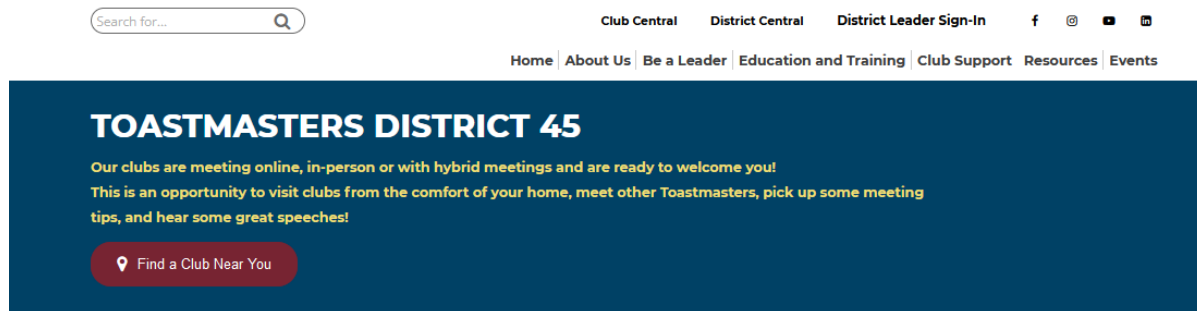 Search for...
Club Central District Central District Leader Sign-In
Home About Us Be a Leader Education and Training Club Support Resources Events
TOASTMASTERS DISTRICT 45
Our clubs are meeting online, in-person or with hybrid meetings and are ready to welcome you!
This is an opportunity to visit clubs from the comfort of your home, meet other Toastmasters, pick up some meeting
tips, and hear some great speeches!
Find a Club Near You